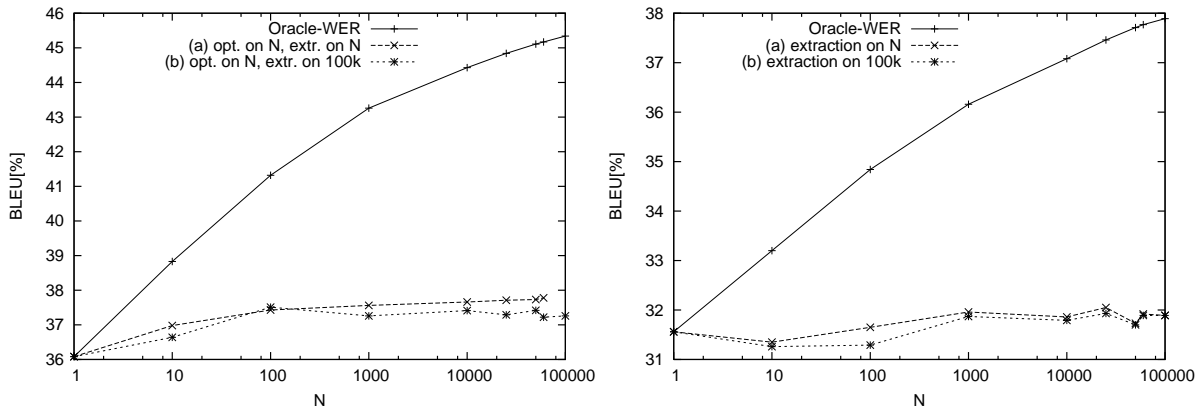 46
45
44
43
42
41
40
39
38
37
36
BLEU[%]
1 10 100 1000 10000 100000
N
Oracle-WER
(a) opt. on N, extr. on N
(b) opt. on N, extr. on 100k
38
37
36
35
34
33
32
31
BLEU[%]
1 10 100 1000 10000 100000
N
Oracle-WER
(a) extraction on N
(b) extraction on 100k